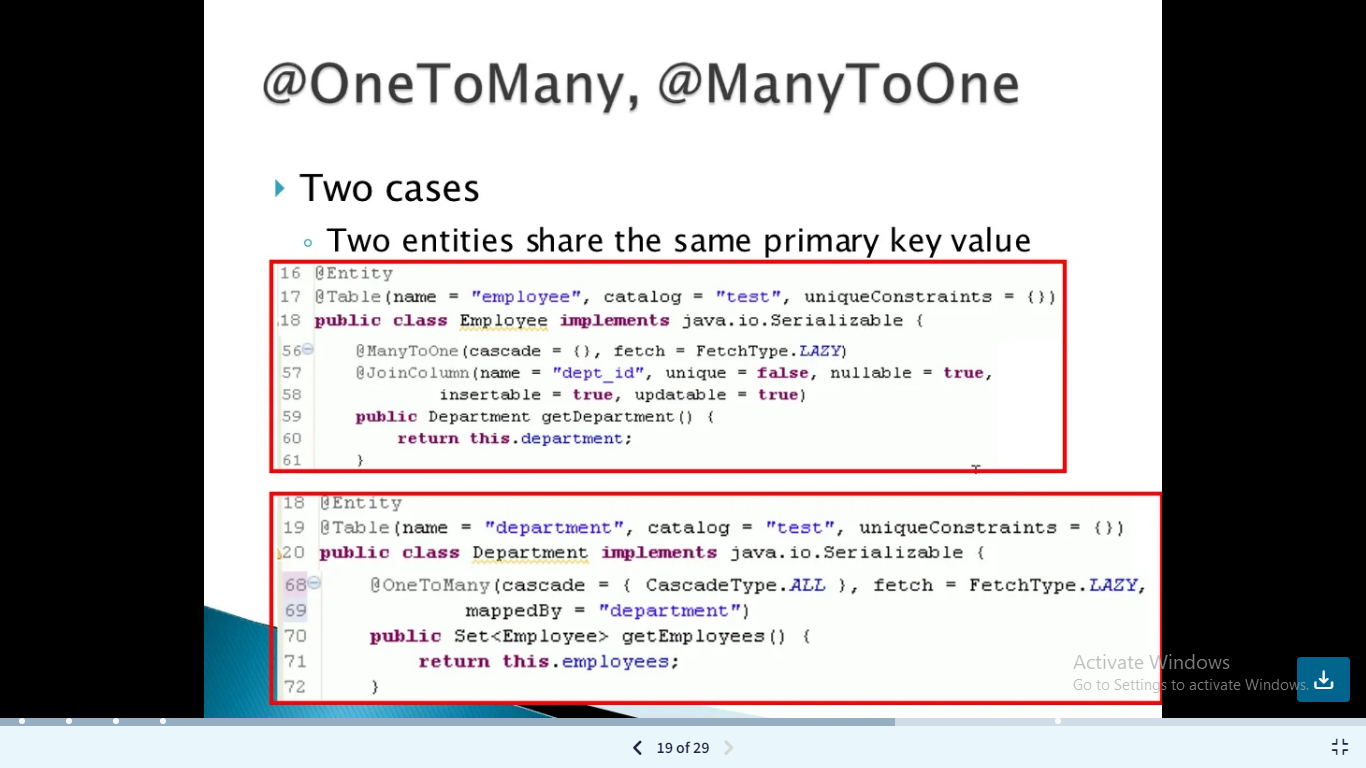 @OneToMany, @ManyToOne
Two cases
Two entities share the same primary key value
16 @Entity
17 @Table(name = "employee", catalog = "test", uniqueConstraints = {})
18 public class Employee implements java.io.Serializable {
56 @ManyToOne(cascade = {}, fetch = FetchType.LAZY)
57 @JoinColumn(name = "dept_id", unique = false, nullable = true,
58 insertable = true, updatable = true)
59 public Department getDepartment() {
60 return this.department;
61 }
18 @Entity
19 @Table(name = "department", catalog = "test", uniqueConstraints = {})
20 public class Department implements java.io.Serializable {
68 @OneToMany(cascade = { CascadeType.ALL }, fetch = FetchType.LAZY,
69 mappedBy = "department")
70 public Set<Employee> getEmployees() {
71 return this.employees;
72 }
Activate Windows
Go to Settings to activate Windows.
19 of 29